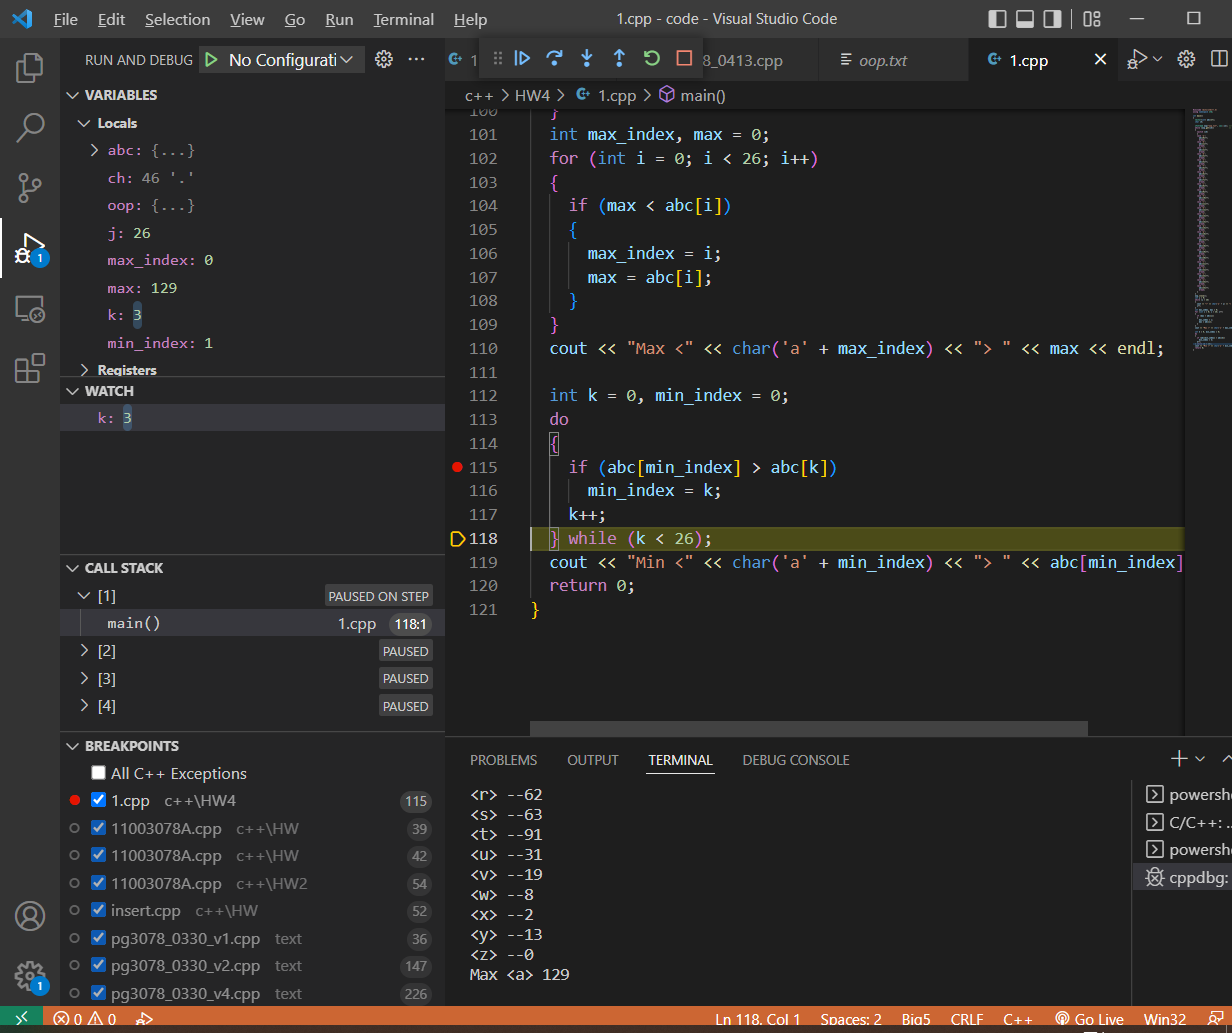 File Edit Selection View Go Run Terminal Help 1.cpp - code - Visual Studio Code
RUN AND DEBUG No Configurati
8_0413.cpp oop.txt 1.cpp
c++ > HW4 > 1.cpp > main()
VARIABLES
Locals
abc: {...}
ch: 46 '.'
oop: {...}
j: 26
max_index: 0
max: 129
k: 3
min_index: 1
Registers
WATCH
k: 3
CALL STACK
[1] PAUSED ON STEP
main() 1.cpp 118:1
[2] PAUSED
[3] PAUSED
[4] PAUSED
BREAKPOINTS
All C++ Exceptions
1.cpp c++\HW4 115
11003078A.cpp c++\HW 39
11003078A.cpp c++\HW 42
11003078A.cpp c++\HW2 54
insert.cpp c++\HW 52
pg3078_0330_v1.cpp text 36
pg3078_0330_v2.cpp text 147
pg3078_0330_v4.cpp text 226
100 }
101 int max_index, max = 0;
102 for (int i = 0; i < 26; i++)
103 {
104 if (max < abc[i])
105 {
106 max_index = i;
107 max = abc[i];
108 }
109 }
110 cout << "Max <" << char('a' + max_index) << "> " << max << endl;
111
112 int k = 0, min_index = 0;
113 do
114 {
115 if (abc[min_index] > abc[k])
116 min_index = k;
117 k++;
118 } while (k < 26);
119 cout << "Min <" << char('a' + min_index) << "> " << abc[min_index]
120 return 0;
121 }
PROBLEMS OUTPUT TERMINAL DEBUG CONSOLE
<r> --62
<s> --63
<t> --91
<u> --31
<v> --19
<w> --8
<x> --2
<y> --13
<z> --0
Max <a> 129
powershe
C/C++: ..
powershe
cppdbg:
1
1
0 0 Ln 118, Col 1 Spaces: 2 Big5 CRLF C++ Go Live Win32